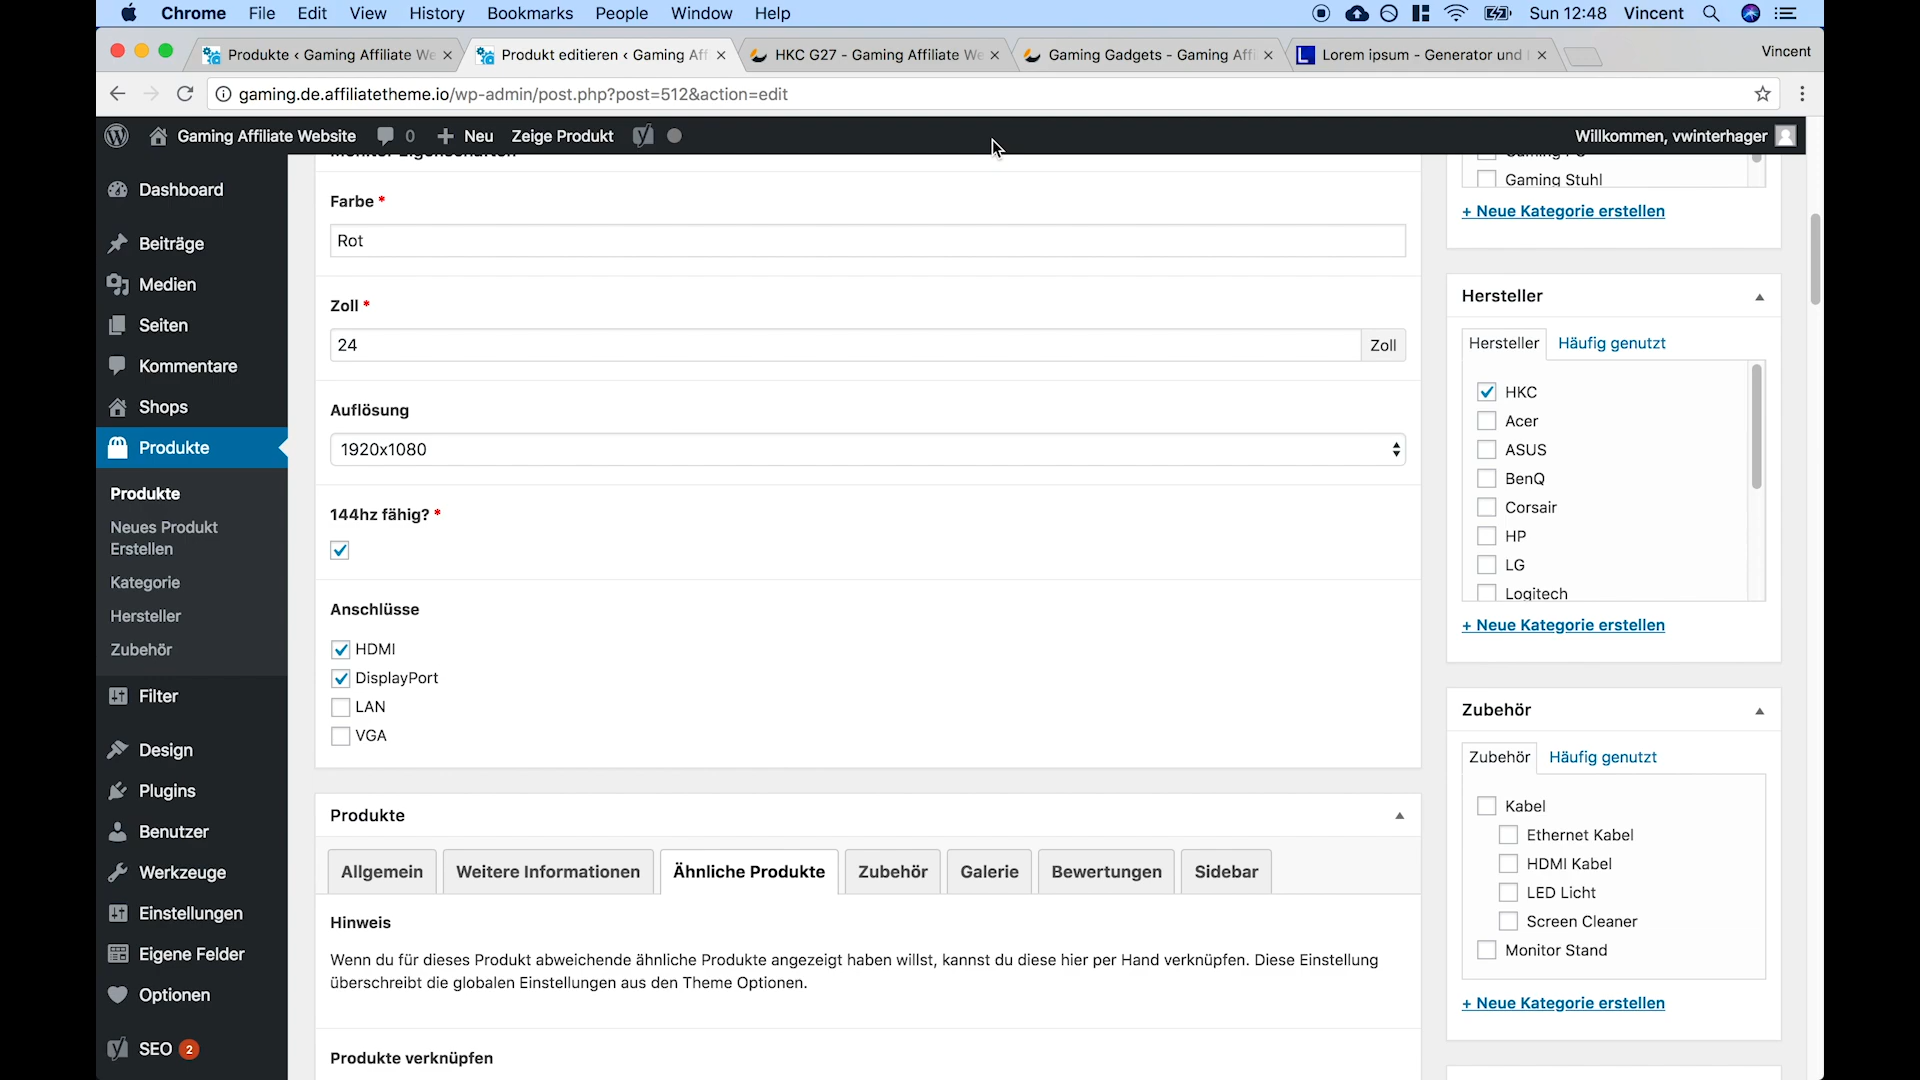 Chrome File Edit View History Bookmarks People Window Help Sun 12:48 Vincent
Produkte ‹ Gaming Affiliate We
Produkt editieren ‹ Gaming Aff
HKC G27 - Gaming Affiliate We
Gaming Gadgets - Gaming Affi
Lorem ipsum - Generator und
Vincent
gaming.de.affiliatetheme.io/wp-admin/post.php?post=512&action=edit
Gaming Affiliate Website 0 Neu Zeige Produkt Willkommen, vwinterhager
Dashboard
Beiträge
Medien
Seiten
Kommentare
Shops
Produkte
Produkte
Neues Produkt
Erstellen
Kategorie
Hersteller
Zubehör
Filter
Design
Plugins
Benutzer
Werkzeuge
Einstellungen
Eigene Felder
Optionen
SEO 2
Monitor Eigenschaften
Farbe *
Rot
Zoll *
24 Zoll
Auflösung
1920x1080
144hz fähig? *
Anschlüsse
HDMI
DisplayPort
LAN
VGA
Produkte
Allgemein Weitere Informationen Ähnliche Produkte Zubehör Galerie Bewertungen Sidebar
Hinweis
Wenn du für dieses Produkt abweichende ähnliche Produkte angezeigt haben willst, kannst du diese hier per Hand verknüpfen. Diese Einstellung
überschreibt die globalen Einstellungen aus den Theme Optionen.
Produkte verknüpfen
Gaming PC
Gaming Stuhl
+ Neue Kategorie erstellen
Hersteller
Hersteller Häufig genutzt
HKC
Acer
ASUS
BenQ
Corsair
HP
LG
Logitech
+ Neue Kategorie erstellen
Zubehör
Zubehör Häufig genutzt
Kabel
Ethernet Kabel
HDMI Kabel
LED Licht
Screen Cleaner
Monitor Stand
+ Neue Kategorie erstellen